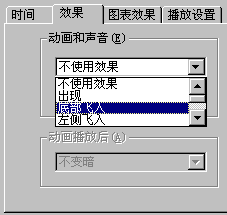 时间 效果 图表效果 播放设置
动画和声音(E)
不使用效果
不使用效果
出现
底部飞入
左侧飞入
动画播放后(A)
不变暗